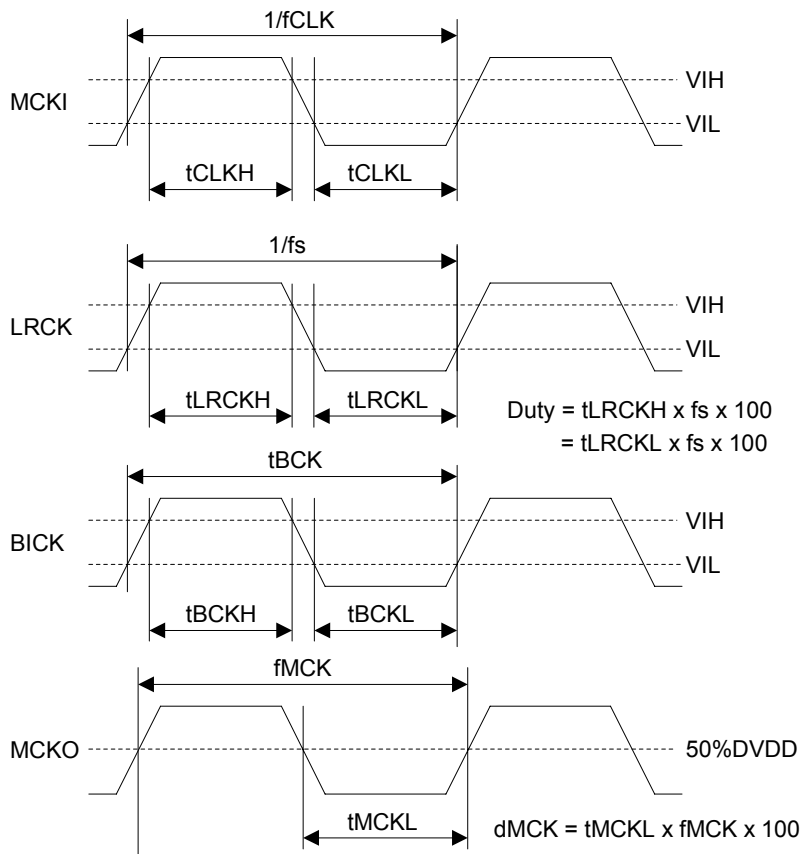 1/fCLK
VIH
MCKI
VIL
tCLKH tCLKL
1/fs
VIH
LRCK
VIL
tLRCKH tLRCKL
Duty = tLRCKH x fs x 100
= tLRCKL x fs x 100
tBCK
VIH
BICK
VIL
tBCKH tBCKL
fMCK
MCKO 50%DVDD
tMCKL
dMCK = tMCKL x fMCK x 100